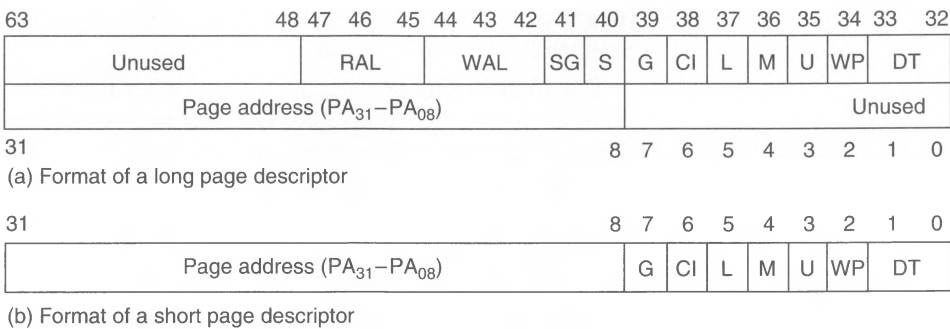 63 48 47 46 45 44 43 42 41 40 39 38 37 36 35 34 33 32
Unused RAL WAL SG S G CI L M U WP DT
Page address (PA31–PA08) Unused
31 8 7 6 5 4 3 2 1 0
(a) Format of a long page descriptor
31 8 7 6 5 4 3 2 1 0
Page address (PA31–PA08) G CI L M U WP DT
(b) Format of a short page descriptor